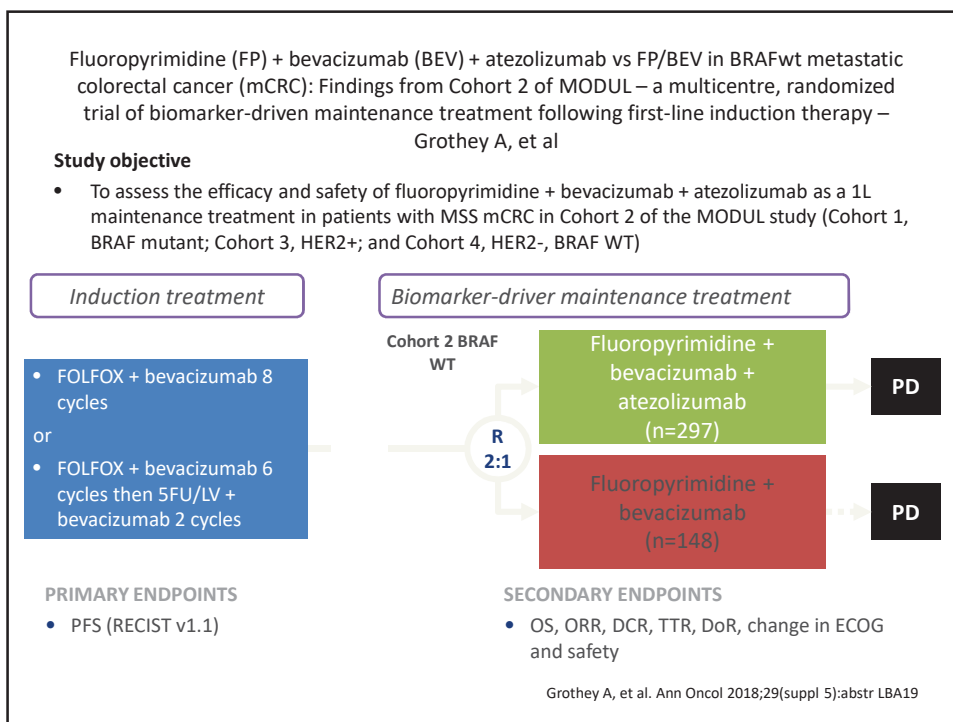 Fluoropyrimidine (FP) + bevacizumab (BEV) + atezolizumab vs FP/BEV in BRAFwt metastatic
colorectal cancer (mCRC): Findings from Cohort 2 of MODUL – a multicentre, randomized
trial of biomarker-driven maintenance treatment following first-line induction therapy –
Grothey A, et al
Study objective
• To assess the efficacy and safety of fluoropyrimidine + bevacizumab + atezolizumab as a 1L
maintenance treatment in patients with MSS mCRC in Cohort 2 of the MODUL study (Cohort 1,
BRAF mutant; Cohort 3, HER2+; and Cohort 4, HER2-, BRAF WT)
Induction treatment
Biomarker-driver maintenance treatment
• FOLFOX + bevacizumab 8
cycles
or
• FOLFOX + bevacizumab 6
cycles then 5FU/LV +
bevacizumab 2 cycles
Cohort 2 BRAF
WT
R
2:1
Fluoropyrimidine +
bevacizumab +
atezolizumab
(n=297)
PD
Fluoropyrimidine +
bevacizumab
(n=148)
PD
PRIMARY ENDPOINTS
• PFS (RECIST v1.1)
SECONDARY ENDPOINTS
• OS, ORR, DCR, TTR, DoR, change in ECOG
and safety
Grothey A, et al. Ann Oncol 2018;29(suppl 5):abstr LBA19